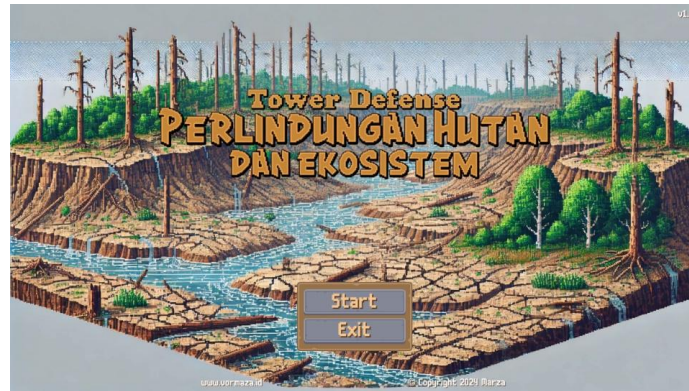 v1.
Tower Defense
PERLINDUNGAN HUTAN
DAN EKOSISTEM
Start
Exit
www.vormaza.id
© Copyright 2024 Marza